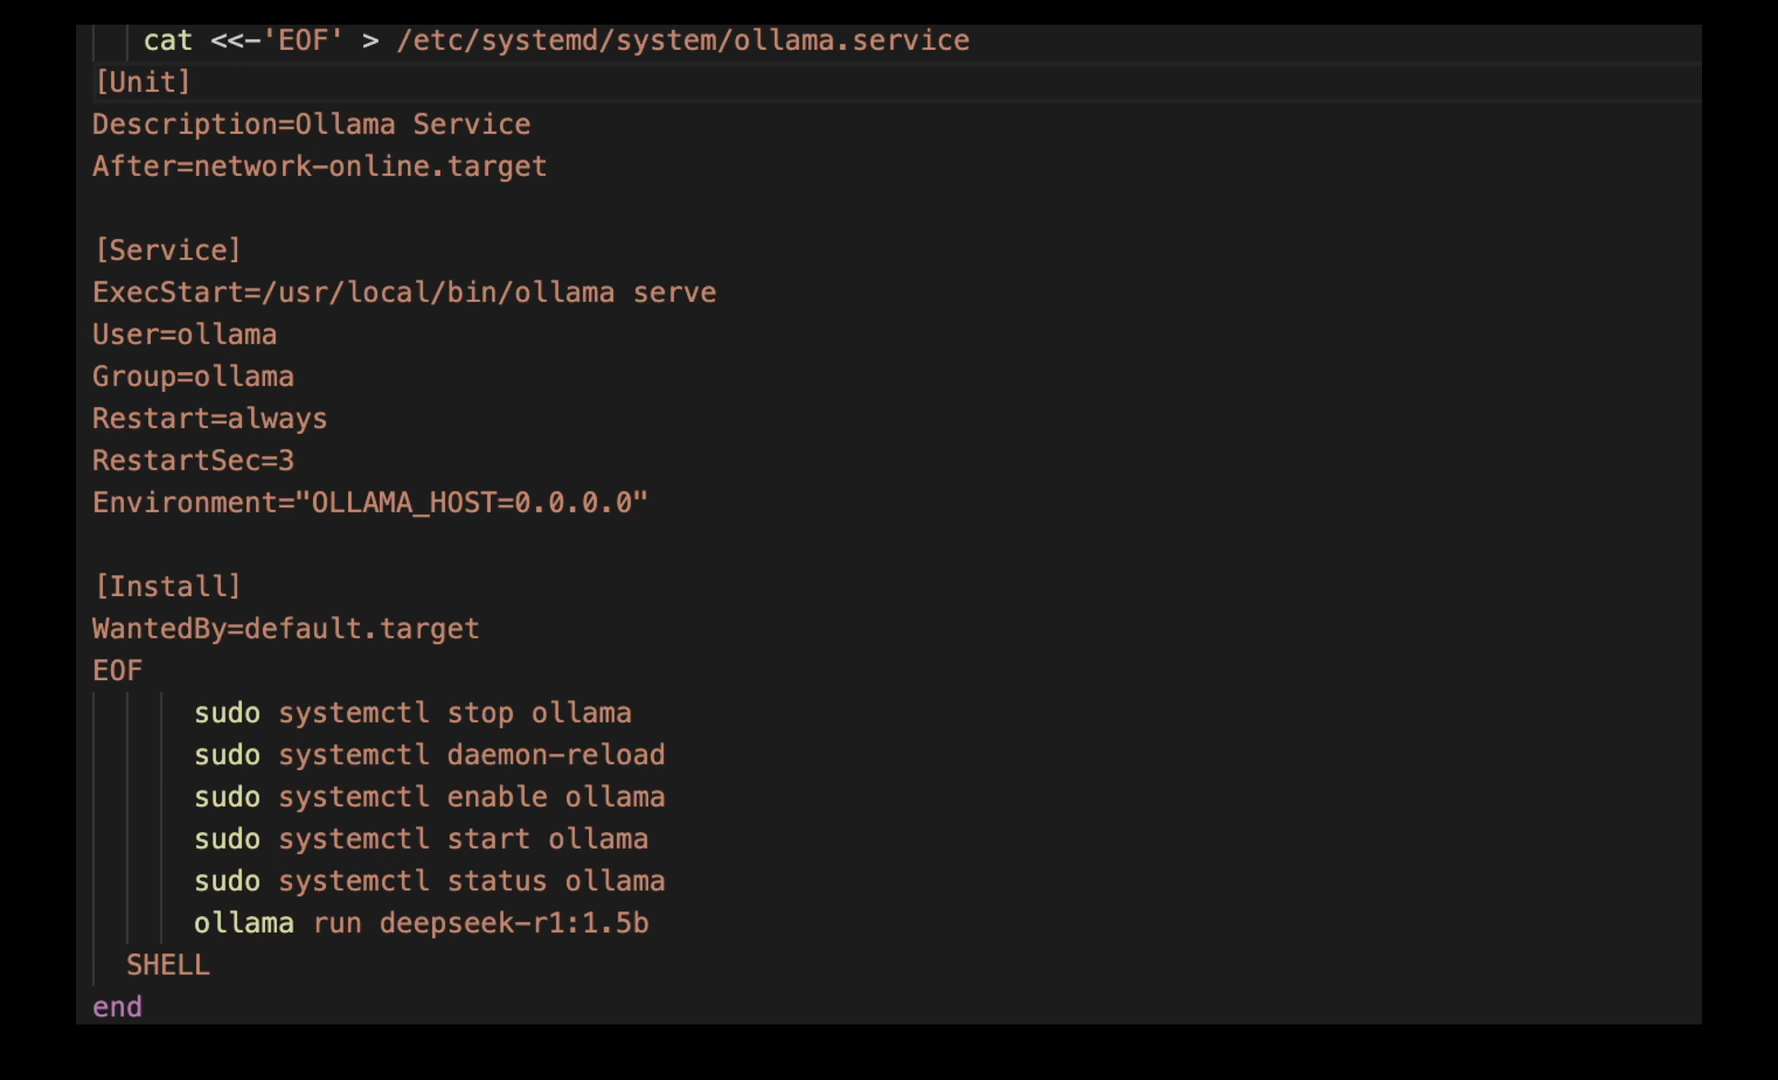 cat <<-'EOF' > /etc/systemd/system/ollama.service
[Unit]
Description=Ollama Service
After=network-online.target
[Service]
ExecStart=/usr/local/bin/ollama serve
User=ollama
Group=ollama
Restart=always
RestartSec=3
Environment="OLLAMA_HOST=0.0.0.0"
[Install]
WantedBy=default.target
EOF
sudo systemctl stop ollama
sudo systemctl daemon-reload
sudo systemctl enable ollama
sudo systemctl start ollama
sudo systemctl status ollama
ollama run deepseek-r1:1.5b
SHELL
end